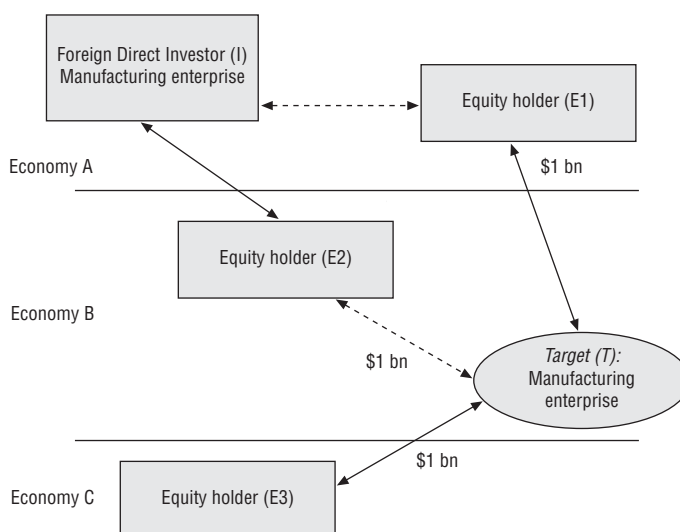 Foreign Direct Investor (I)
Manufacturing enterprise
Equity holder (E1)
Economy A
$1 bn
Equity holder (E2)
Economy B
$1 bn
Target (T):
Manufacturing
enterprise
$1 bn
Economy C
Equity holder (E3)